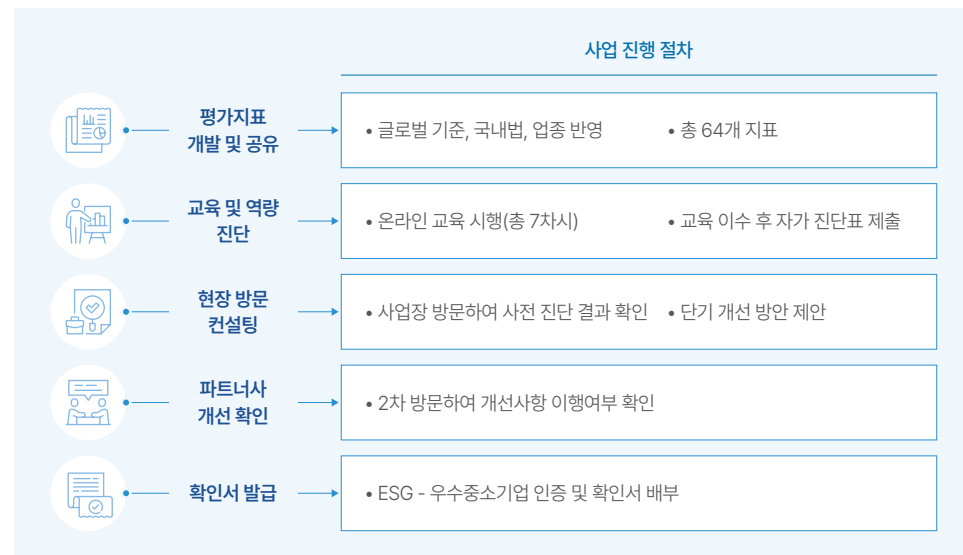 사업 진행 절차
평가지표
개발 및 공유
• 글로벌 기준, 국내법, 업종 반영 • 총 64개 지표
교육 및 역량
진단
• 온라인 교육 시행(총 7차시) • 교육 이수 후 자가 진단표 제출
현장 방문
컨설팅
• 사업장 방문하여 사전 진단 결과 확인 • 단기 개선 방안 제안
파트너사
개선 확인
• 2차 방문하여 개선사항 이행여부 확인
확인서 발급
• ESG - 우수중소기업 인증 및 확인서 배부